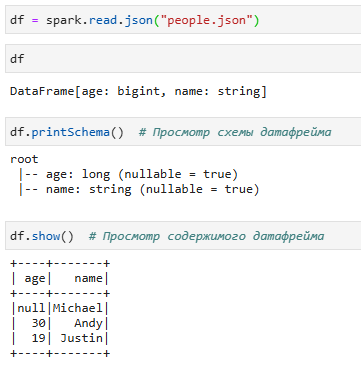 df = spark.read.json("people.json")
df
DataFrame[age: bigint, name: string]
df.printSchema()  # Просмотр схемы датафрейма
root
 |-- age: long (nullable = true)
 |-- name: string (nullable = true)
df.show()  # Просмотр содержимого датафрейма
+----+-------+
| age|   name|
+----+-------+
|null|Michael|
|  30|   Andy|
|  19| Justin|
+----+-------+